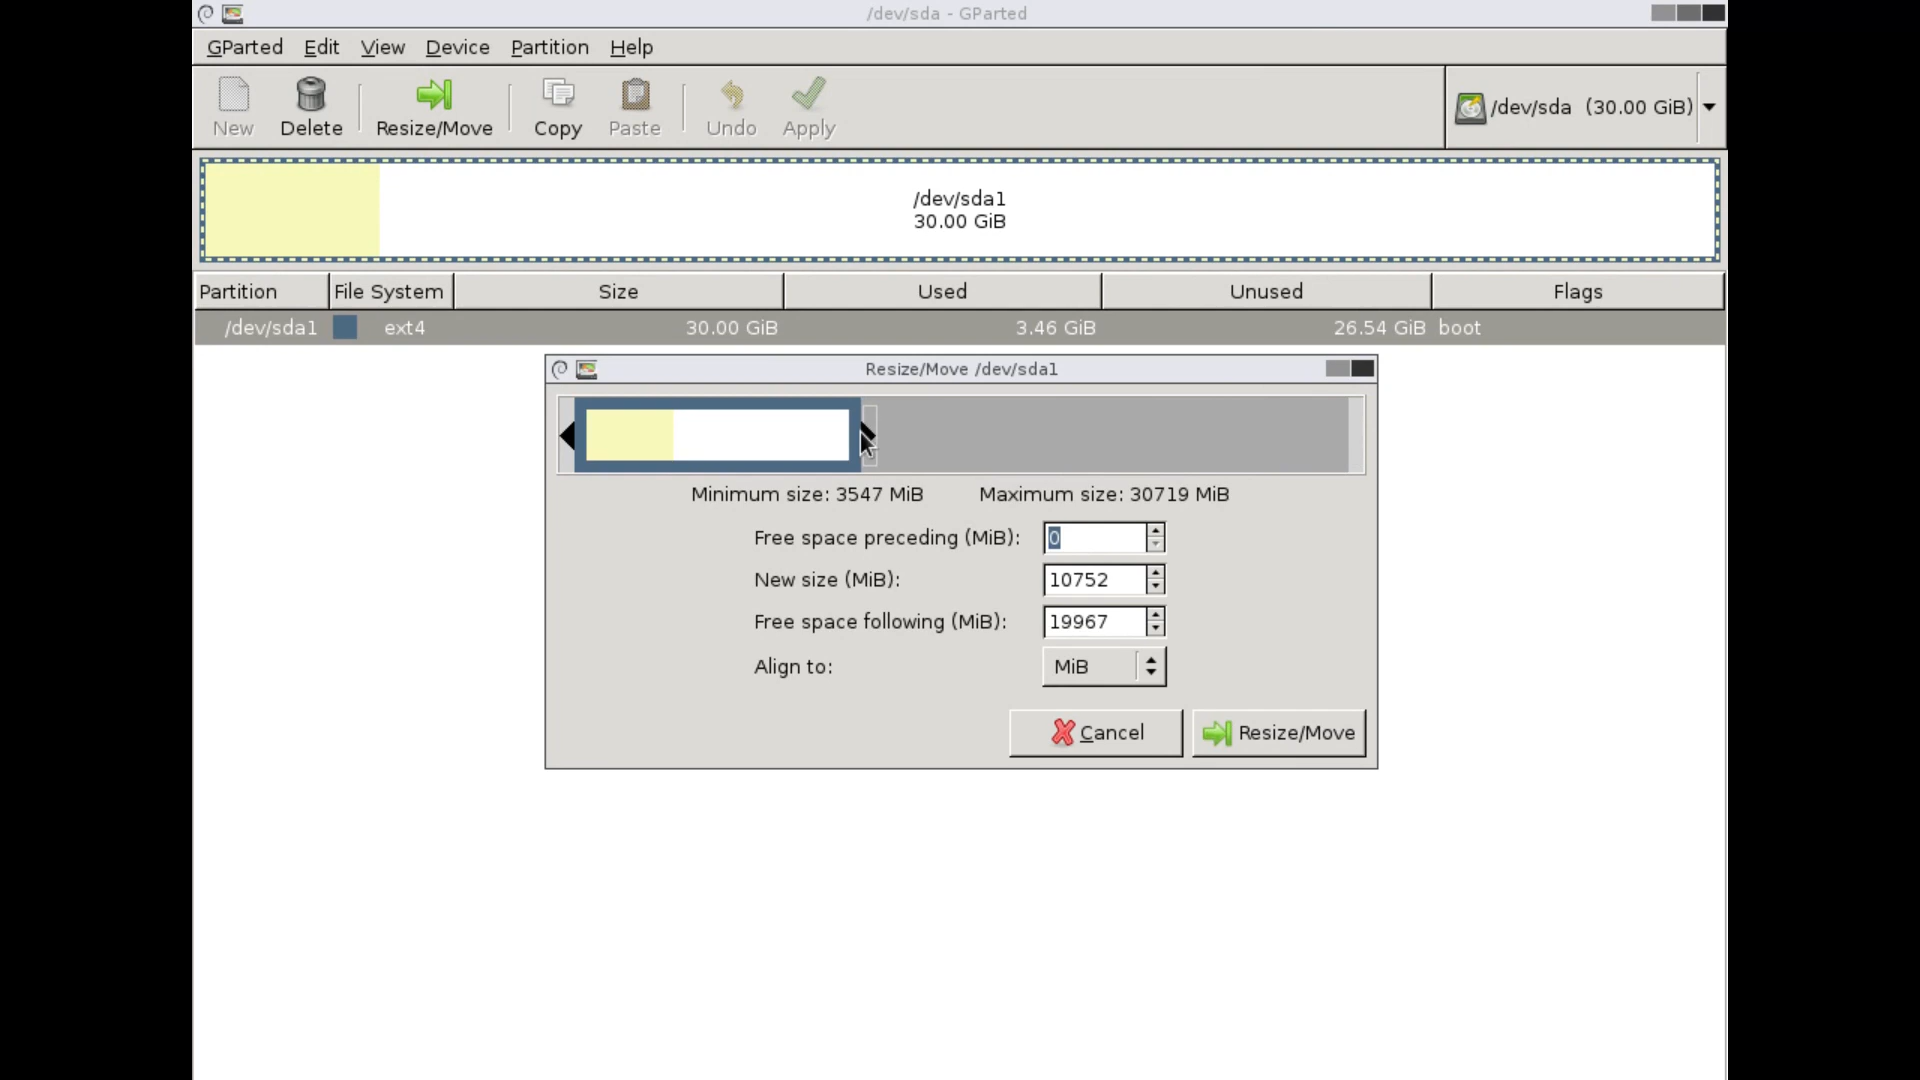 /dev/sda - GParted
GParted Edit View Device Partition Help
New Delete Resize/Move Copy Paste Undo Apply /dev/sda (30.00 GiB)
/dev/sda1
30.00 GiB
Partition File System Size Used Unused Flags
/dev/sda1 ext4 30.00 GiB 3.46 GiB 26.54 GiB boot
Resize/Move /dev/sda1
Minimum size: 3547 MiB Maximum size: 30719 MiB
Free space preceding (MiB): 0
New size (MiB): 10752
Free space following (MiB): 19967
Align to: MiB
Cancel Resize/Move